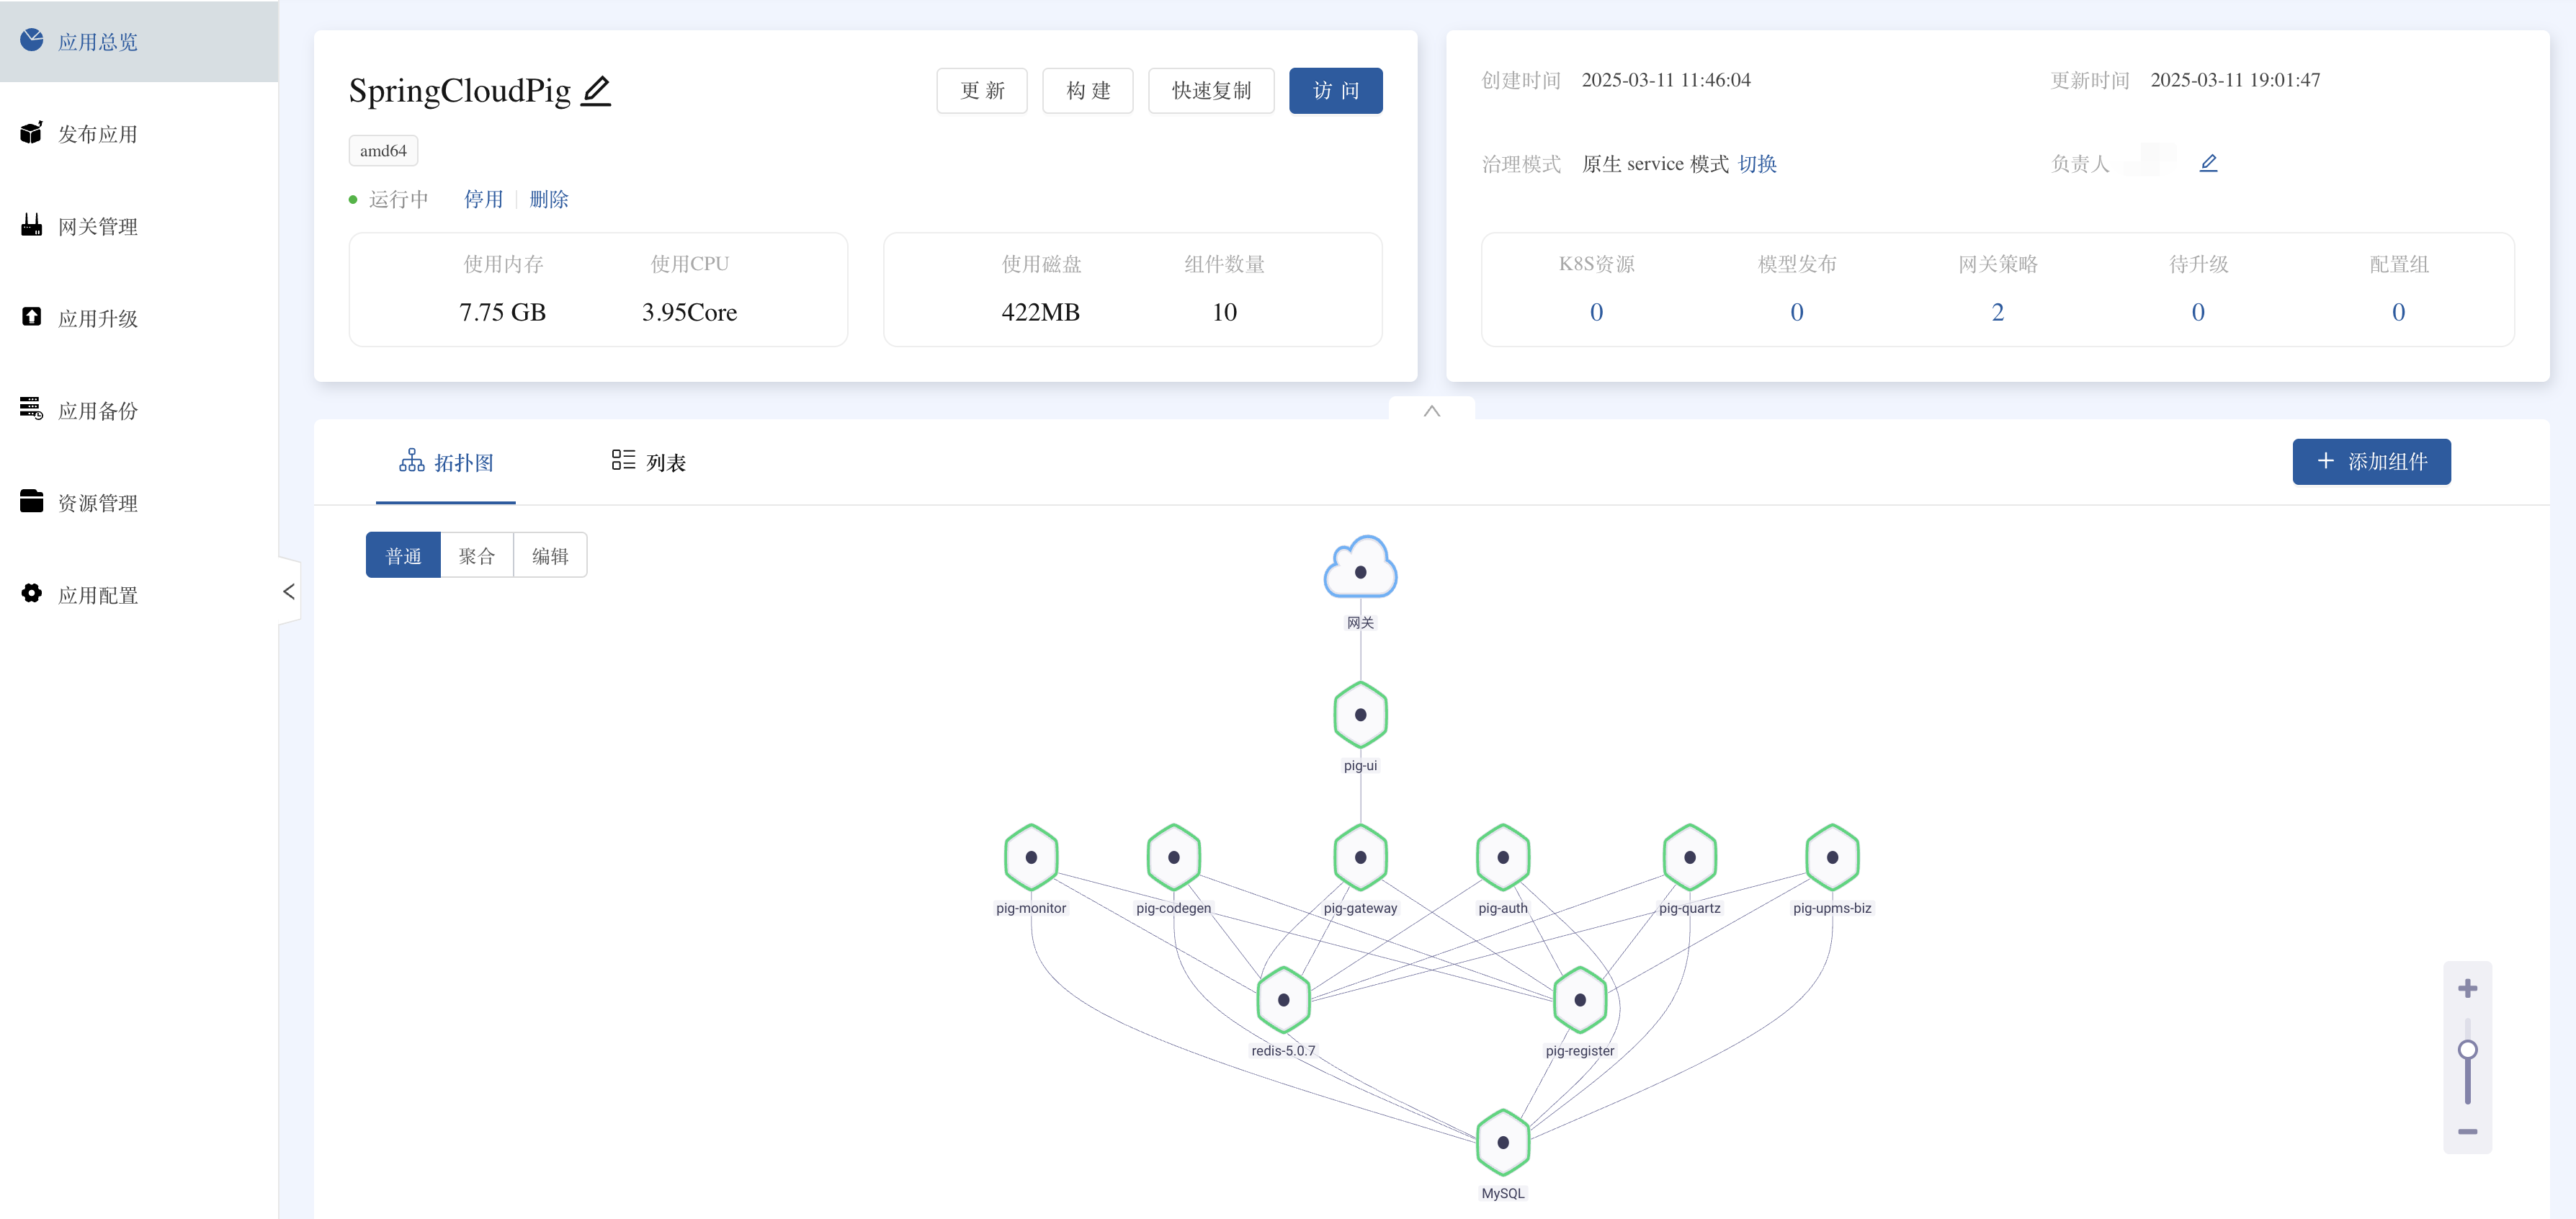 应用总览
发布应用
网关管理
应用升级
应用备份
资源管理
应用配置
SpringCloudPig
更 新
构 建
快速复制
访 问
amd64
运行中
停用
删除
使用内存
使用CPU
7.75 GB
3.95Core
使用磁盘
组件数量
422MB
10
创建时间 2025-03-11 11:46:04
更新时间 2025-03-11 19:01:47
治理模式 原生 service 模式 切换
负责人
K8S资源
模型发布
网关策略
待升级
配置组
0
0
2
0
0
拓扑图
列表
添加组件
普通
聚合
编辑
网关
pig-ui
pig-monitor
pig-codegen
pig-gateway
pig-auth
pig-quartz
pig-upms-biz
redis-5.0.7
pig-register
MySQL